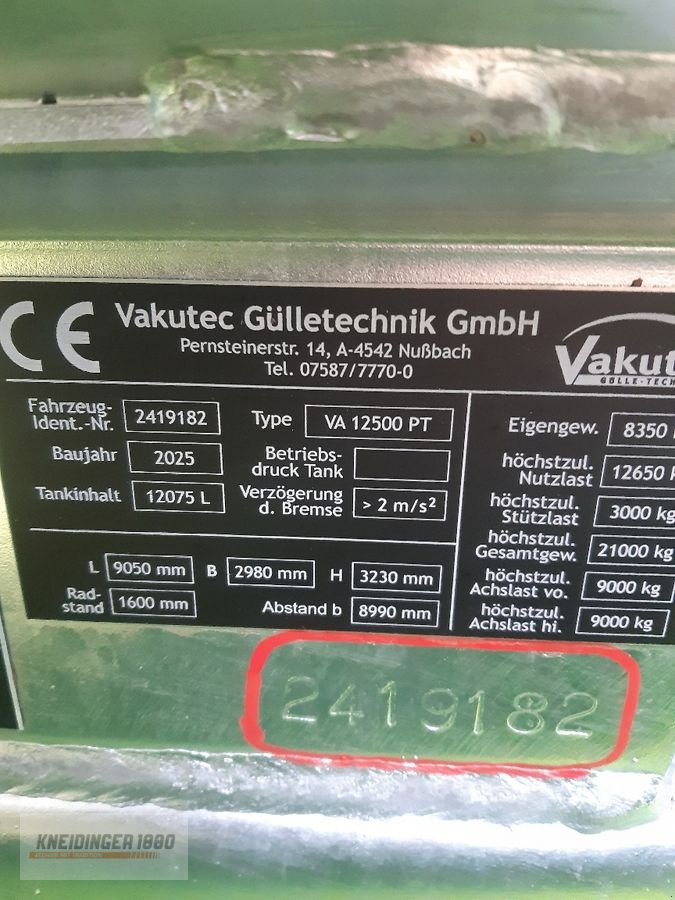 CE
Vakutec Gülletechnik GmbH
Pernsteinerstr. 14, A-4542 Nußbach
Tel. 07587/7770-0
Vakut
GÜLLE-TECH
Fahrzeug-
Ident.-Nr. 2419182
Type VA 12500 PT
Baujahr 2025
Betriebs-
druck Tank
Tankinhalt 12075 L
Verzögerung
d. Bremse > 2 m/s²
L 9050 mm B 2980 mm H 3230 mm
Rad-
stand 1600 mm
Abstand b 8990 mm
Eigengew. 8350
höchstzul.
Nutzlast 12650
höchstzul.
Stützlast 3000 kg
höchstzul.
Gesamtgew. 21000 kg
höchstzul.
Achslast vo. 9000 kg
höchstzul.
Achslast hi. 9000 kg
2419182
KNEIDINGER 1880